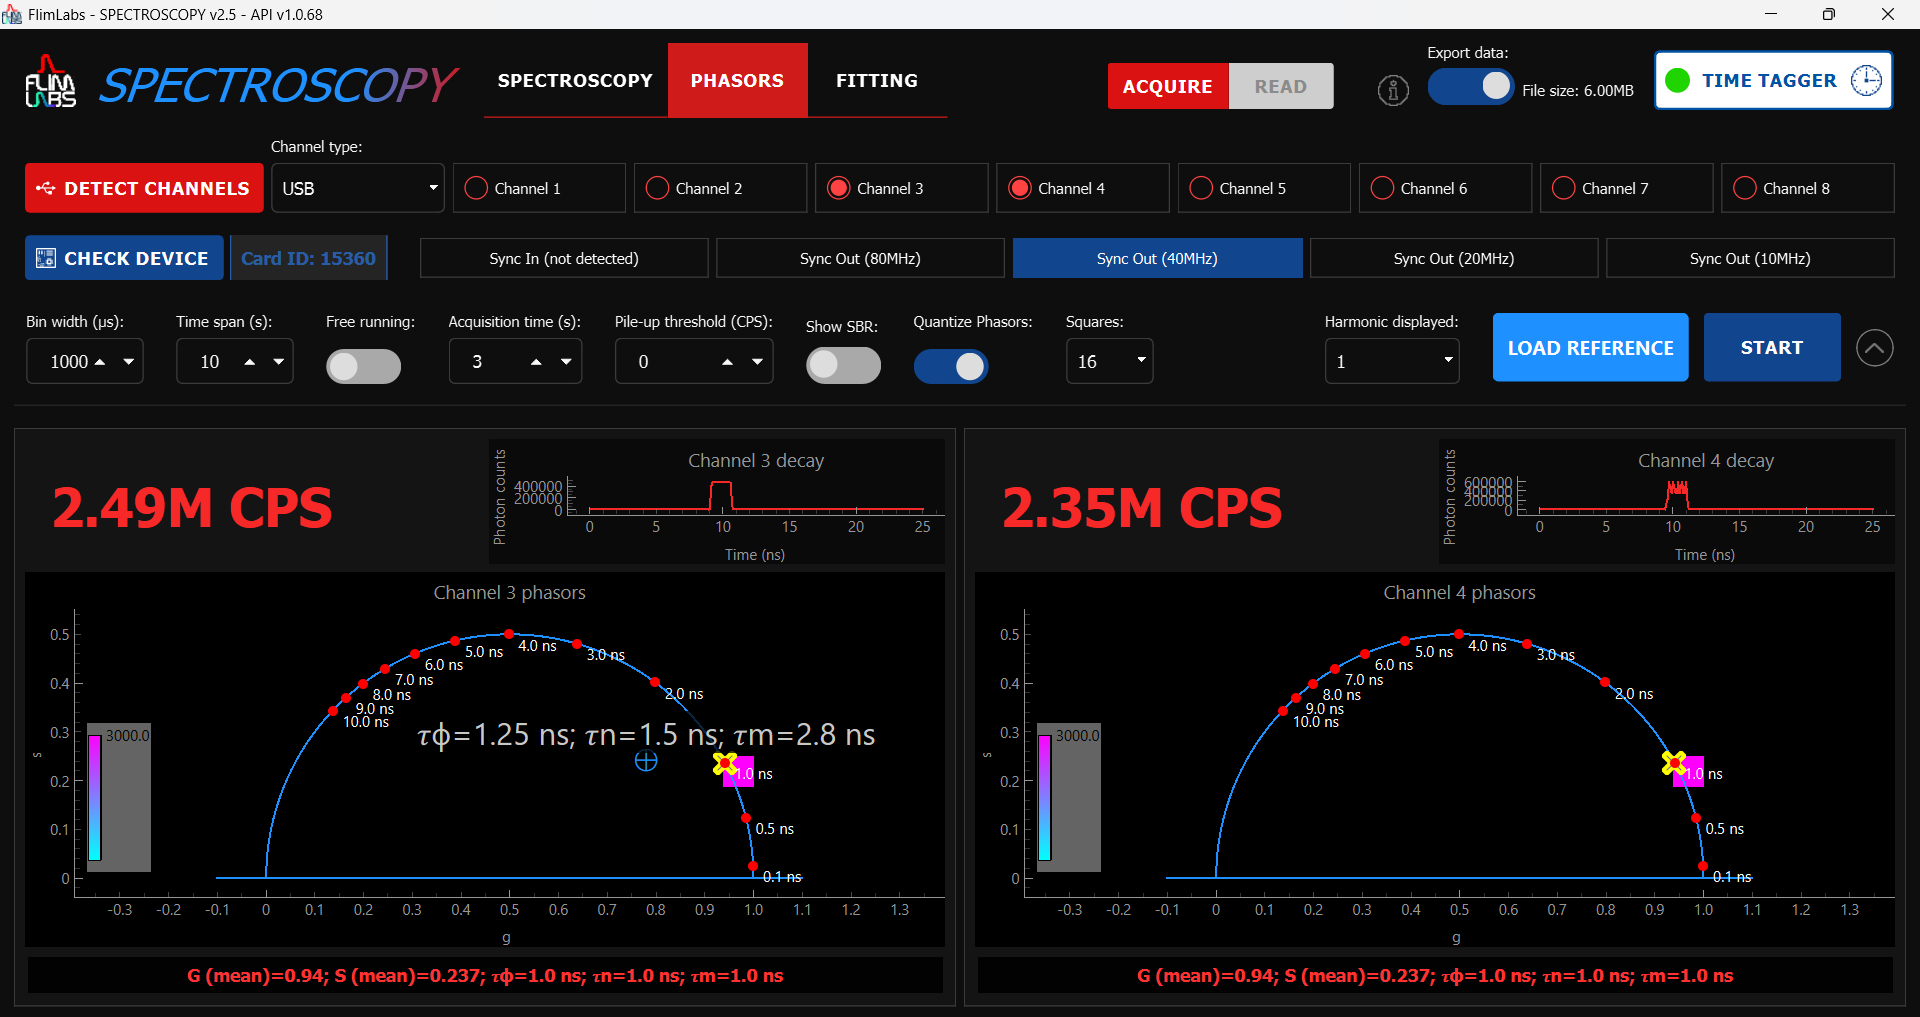 FlimLabs - SPECTROSCOPY v2.5 - API v1.0.68
FLIM LABS
SPECTROSCOPY
SPECTROSCOPY PHASORS FITTING
ACQUIRE READ
Export data:
File size: 6.00MB
TIME TAGGER
Channel type:
DETECT CHANNELS USB Channel 1 Channel 2 Channel 3 Channel 4 Channel 5 Channel 6 Channel 7 Channel 8
CHECK DEVICE Card ID: 15360 Sync In (not detected) Sync Out (80MHz) Sync Out (40MHz) Sync Out (20MHz) Sync Out (10MHz)
Bin width (µs): Time span (s): Free running: Acquisition time (s): Pile-up threshold (CPS): Show SBR: Quantize Phasors: Squares: Harmonic displayed:
1000 10 3 0 16 1 LOAD REFERENCE START
2.49M CPS
Channel 3 decay
Photon counts
400000
200000
0
0 5 10 15 20 25
Time (ns)
Channel 3 phasors
0.5
0.4
0.3
0.2
0.1
0
s
3000.0
10.0 ns
9.0 ns
8.0 ns
7.0 ns
6.0 ns
5.0 ns
4.0 ns
3.0 ns
2.0 ns
τϕ=1.25 ns; τn=1.5 ns; τm=2.8 ns
1.0 ns
0.5 ns
0.1 ns
-0.3 -0.2 -0.1 0 0.1 0.2 0.3 0.4 0.5 0.6 0.7 0.8 0.9 1.0 1.1 1.2 1.3
g
G (mean)=0.94; S (mean)=0.237; τϕ=1.0 ns; τn=1.0 ns; τm=1.0 ns
2.35M CPS
Channel 4 decay
Photon counts
600000
400000
200000
0
0 5 10 15 20 25
Time (ns)
Channel 4 phasors
0.5
0.4
0.3
0.2
0.1
0
s
3000.0
10.0 ns
9.0 ns
8.0 ns
7.0 ns
6.0 ns
5.0 ns
4.0 ns
3.0 ns
2.0 ns
1.0 ns
0.5 ns
0.1 ns
-0.3 -0.2 -0.1 0 0.1 0.2 0.3 0.4 0.5 0.6 0.7 0.8 0.9 1.0 1.1 1.2 1.3
g
G (mean)=0.94; S (mean)=0.237; τϕ=1.0 ns; τn=1.0 ns; τm=1.0 ns